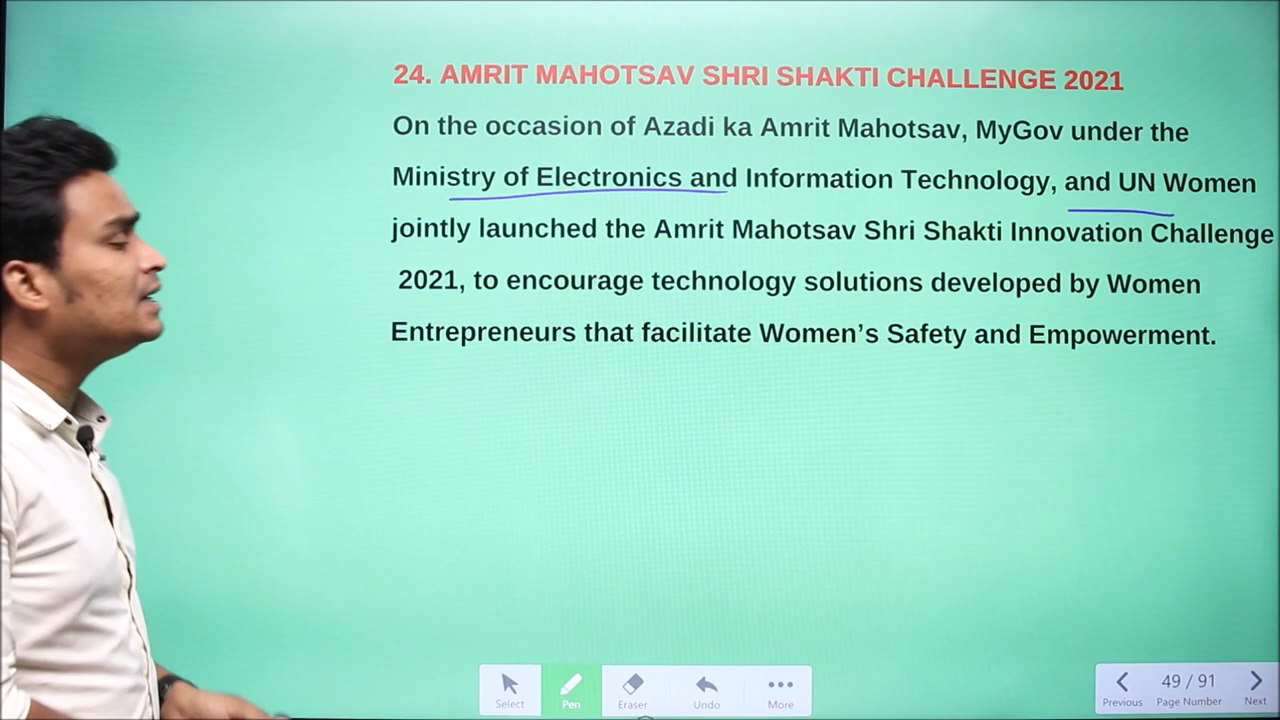 24. AMRIT MAHOTSAV SHRI SHAKTI CHALLENGE 2021
On the occasion of Azadi ka Amrit Mahotsav, MyGov under the
Ministry of Electronics and Information Technology, and UN Women
jointly launched the Amrit Mahotsav Shri Shakti Innovation Challenge
2021, to encourage technology solutions developed by Women
Entrepreneurs that facilitate Women’s Safety and Empowerment.
Select Pen Eraser Undo More
49 / 91
Previous Page Number Next